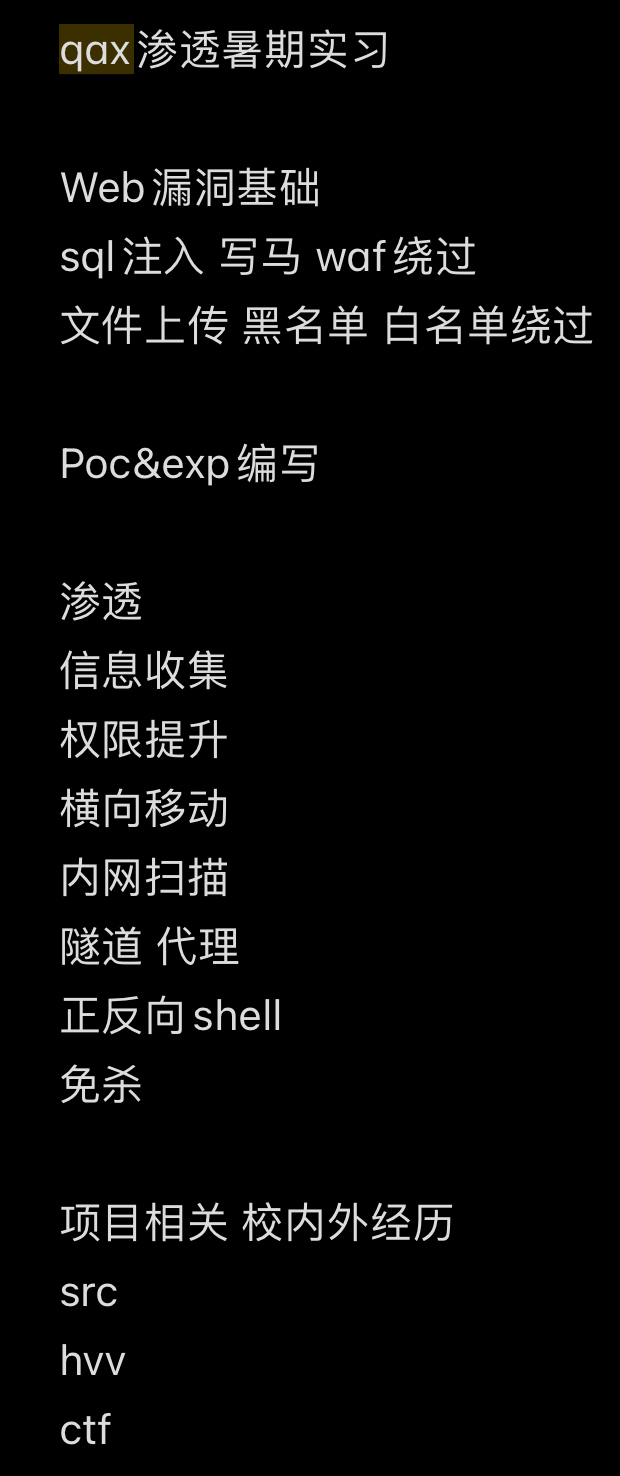 qax渗透暑期实习
Web漏洞基础
sql注入 写马 waf绕过
文件上传 黑名单 白名单绕过
Poc&exp编写
渗透
信息收集
权限提升
横向移动
内网扫描
隧道 代理
正反向shell
免杀
项目相关 校内外经历
src
hvv
ctf